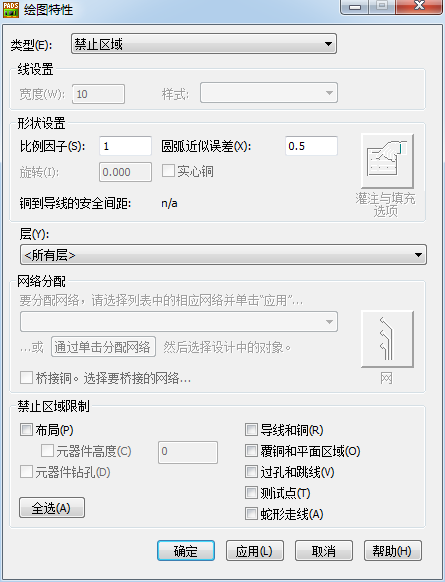 PADS
绘图特性
类型(E): 禁止区域
线设置
宽度(W): 10 样式:
形状设置
比例因子(S): 1 圆弧近似误差(X): 0.5
旋转(I): 0.000 实心铜
灌注与填充
选项
铜到导线的安全间距: n/a
层(Y):
<所有层>
网络分配
要分配网络，请选择列表中的相应网络并单击“应用”...
...或 通过单击分配网络 然后选择设计中的对象。
桥接铜。选择要桥接的网络...
网
禁止区域限制
布局(P) 导线和铜(R)
元器件高度(C) 0 覆铜和平面区域(O)
元器件钻孔(D) 过孔和跳线(V)
测试点(T)
全选(A) 蛇形走线(A)
确定 应用(L) 取消 帮助(H)